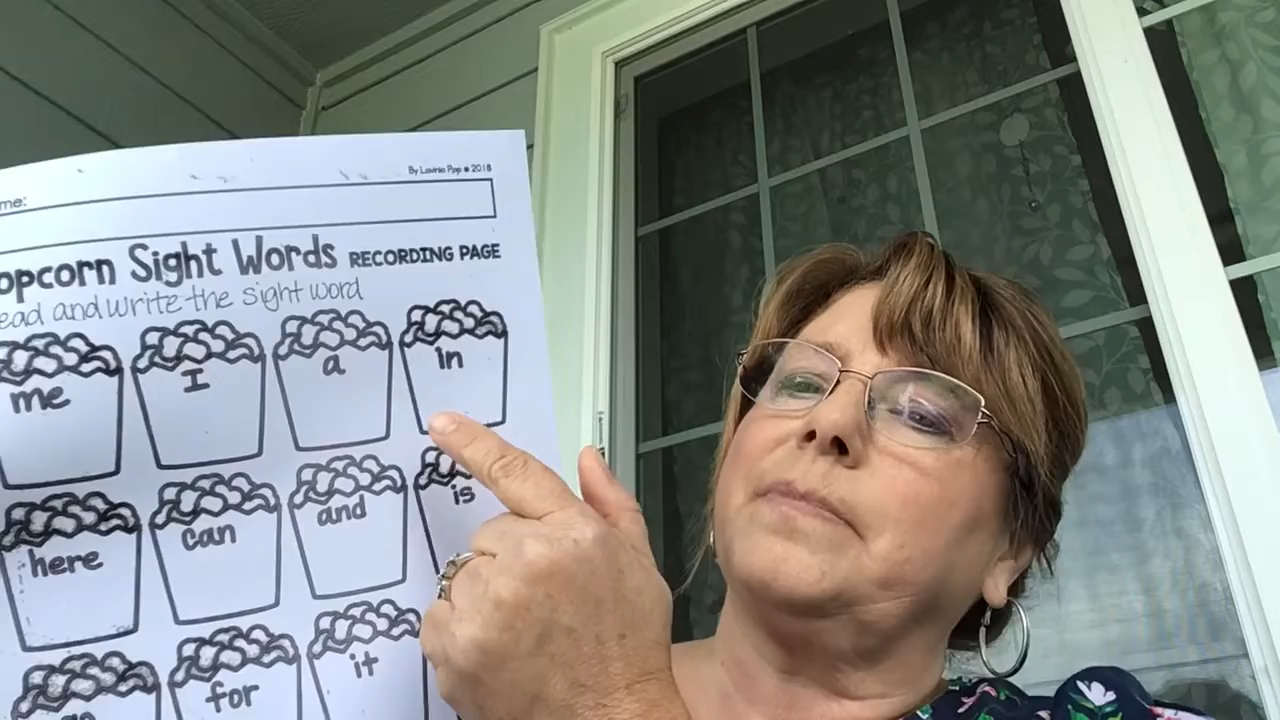 me:
By Lavinia Pop • 2018
opcorn Sight Words RECORDING PAGE
ead and write the sight word
me I a in
here can and is
go for it